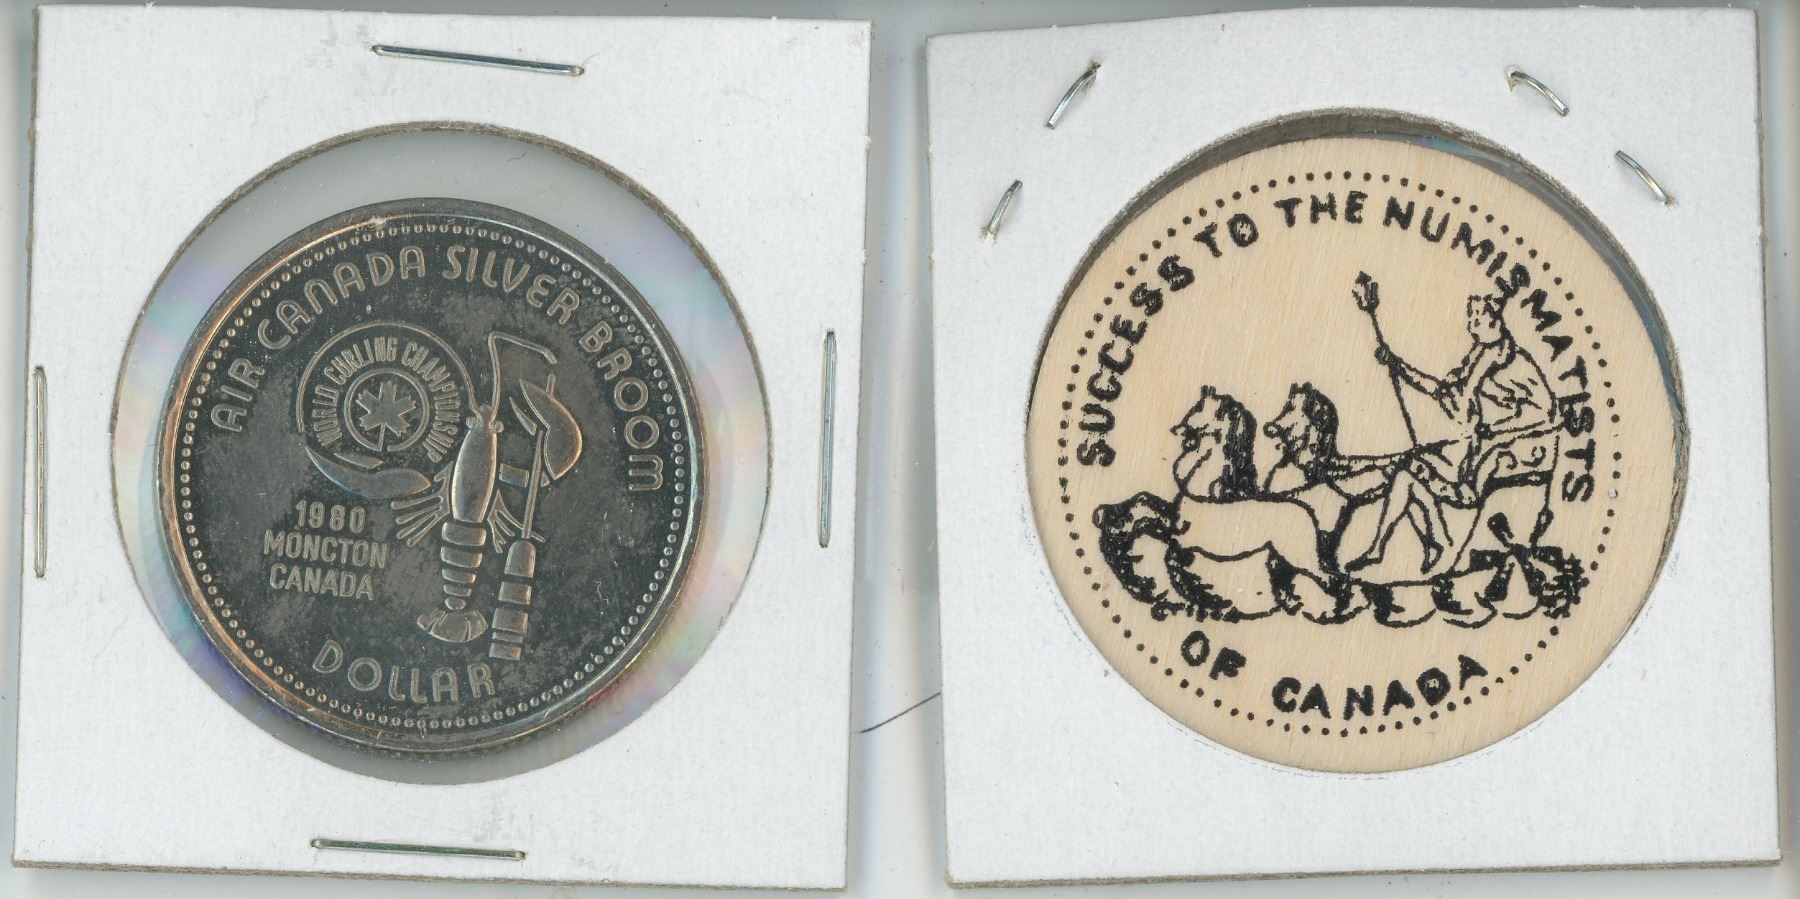 AIR CANADA SILVER BROOM
WORLD CURLING CHAMPIONSHIP
1980
MONCTON
CANADA
DOLLAR
SUCCESS TO THE NUMISMATISTS
OF CANADA